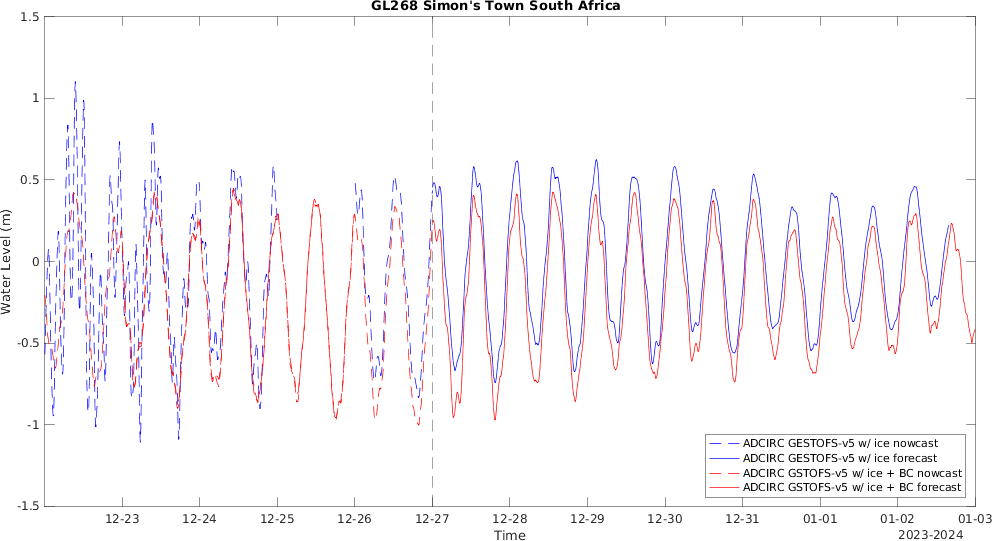 GL268 Simon's Town South Africa
1.5
1
0.5
0
-0.5
-1
-1.5
Water Level (m)
ADCIRC GESTOFS-v5 w/ ice nowcast
ADCIRC GESTOFS-v5 w/ ice forecast
ADCIRC GSTOFS-v5 w/ ice + BC nowcast
ADCIRC GSTOFS-v5 w/ ice + BC forecast
12-23 12-24 12-25 12-26 12-27 12-28 12-29 12-30 12-31 01-01 01-02 01-03
Time
2023-2024